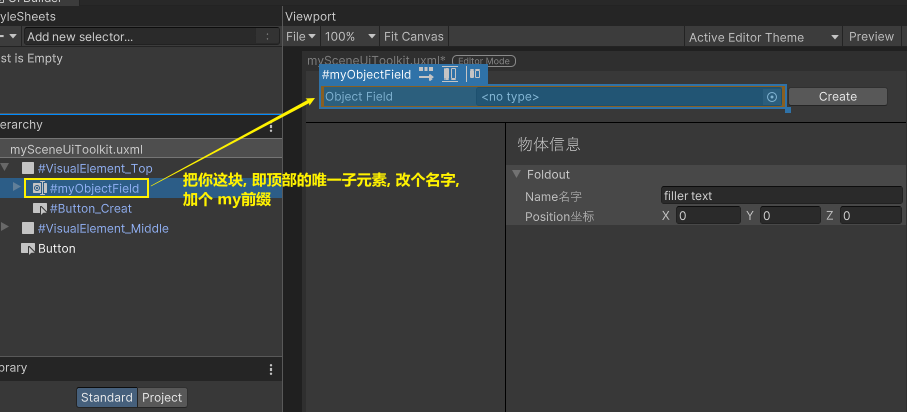 yleSheets
Add new selector...
st is Empty
erarchy
mySceneUiToolkit.uxml
#VisualElement_Top
#myObjectField
#Button_Creat
#VisualElement_Middle
Button
brary
Standard
Project
Viewport
File
100%
Fit Canvas
Active Editor Theme
Preview
mySceneUiToolkit.uxml*
Editor Mode
#myObjectField
Object Field
<no type>
Create
把你这块, 即顶部的唯一子元素, 改个名字,
加个 my前缀
物体信息
Foldout
Name名字
filler text
Position坐标
X 0 Y 0 Z 0